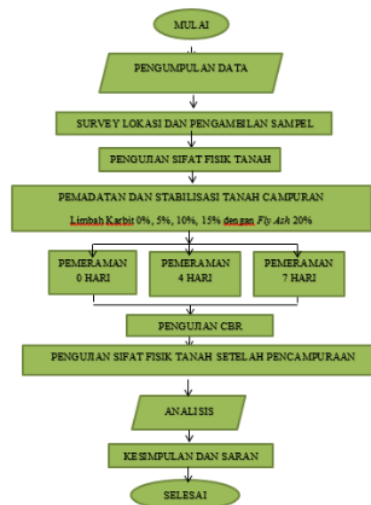 MULAI
PENGUMPULAN DATA
SURVEY LOKASI DAN PENGAMBILAN SAMPEL
PENGUJIAN SIFAT FISIK TANAH
PEMADATAN DAN STABILISASI TANAH CAMPURAN
Limbah Karbit 0%, 5%, 10%, 15% dengan Fly Ash 20%
PEMERAMAN
0 HARI
PEMERAMAN
4 HARI
PEMERAMAN
7 HARI
PENGUJIAN CBR
PENGUJIAN SIFAT FISIK TANAH SETELAH PENCAMPURAAN
ANALISIS
KESIMPULAN DAN SARAN
SELESAI